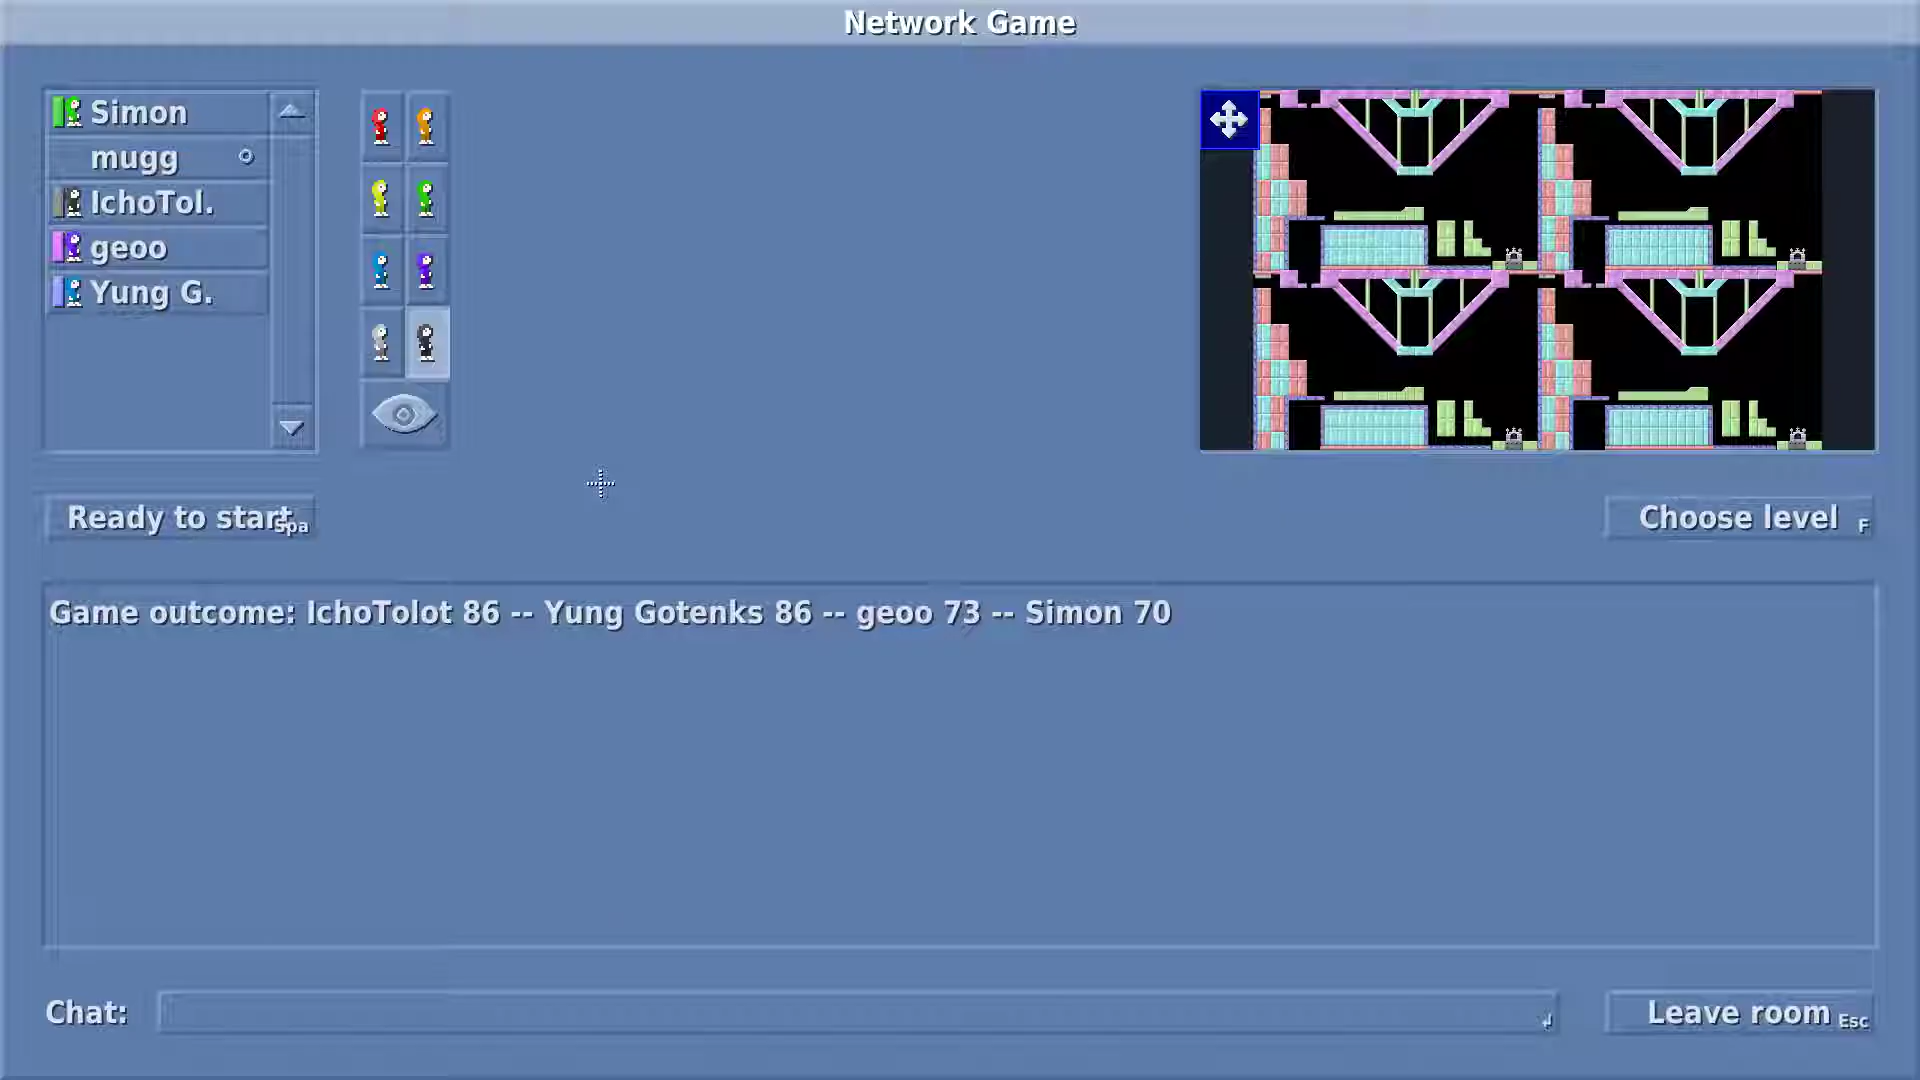 Network Game
Simon
mugg
IchoTol.
geoo
Yung G.
Ready to start Spa
Choose level F
Game outcome: IchoTolot 86 -- Yung Gotenks 86 -- geoo 73 -- Simon 70
Chat:
Leave room Esc